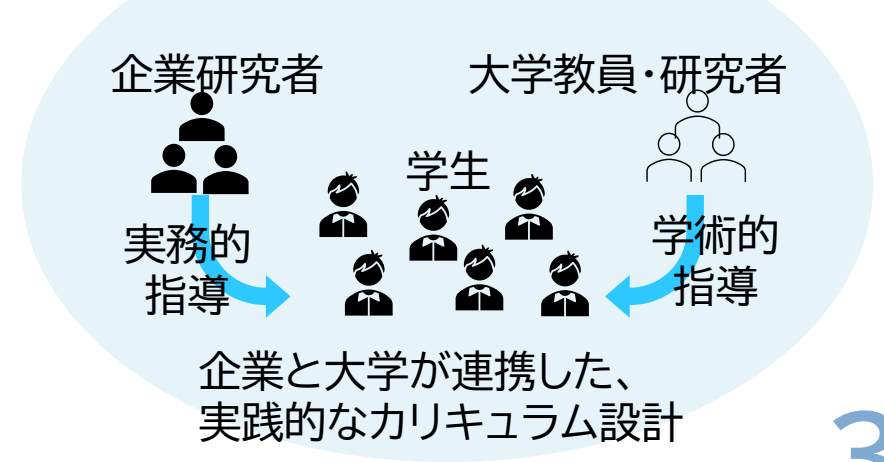 企業研究者
大学教員・研究者
学生
実務的
指導
学術的
指導
企業と大学が連携した、
実践的なカリキュラム設計
3